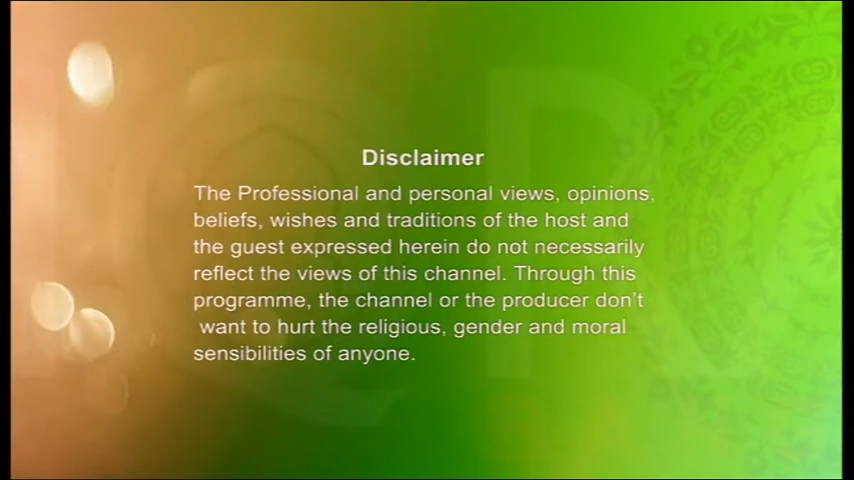 Disclaimer
The Professional and personal views, opinions,
beliefs, wishes and traditions of the host and
the guest expressed herein do not necessarily
reflect the views of this channel. Through this
programme, the channel or the producer don't
want to hurt the religious, gender and moral
sensibilities of anyone.